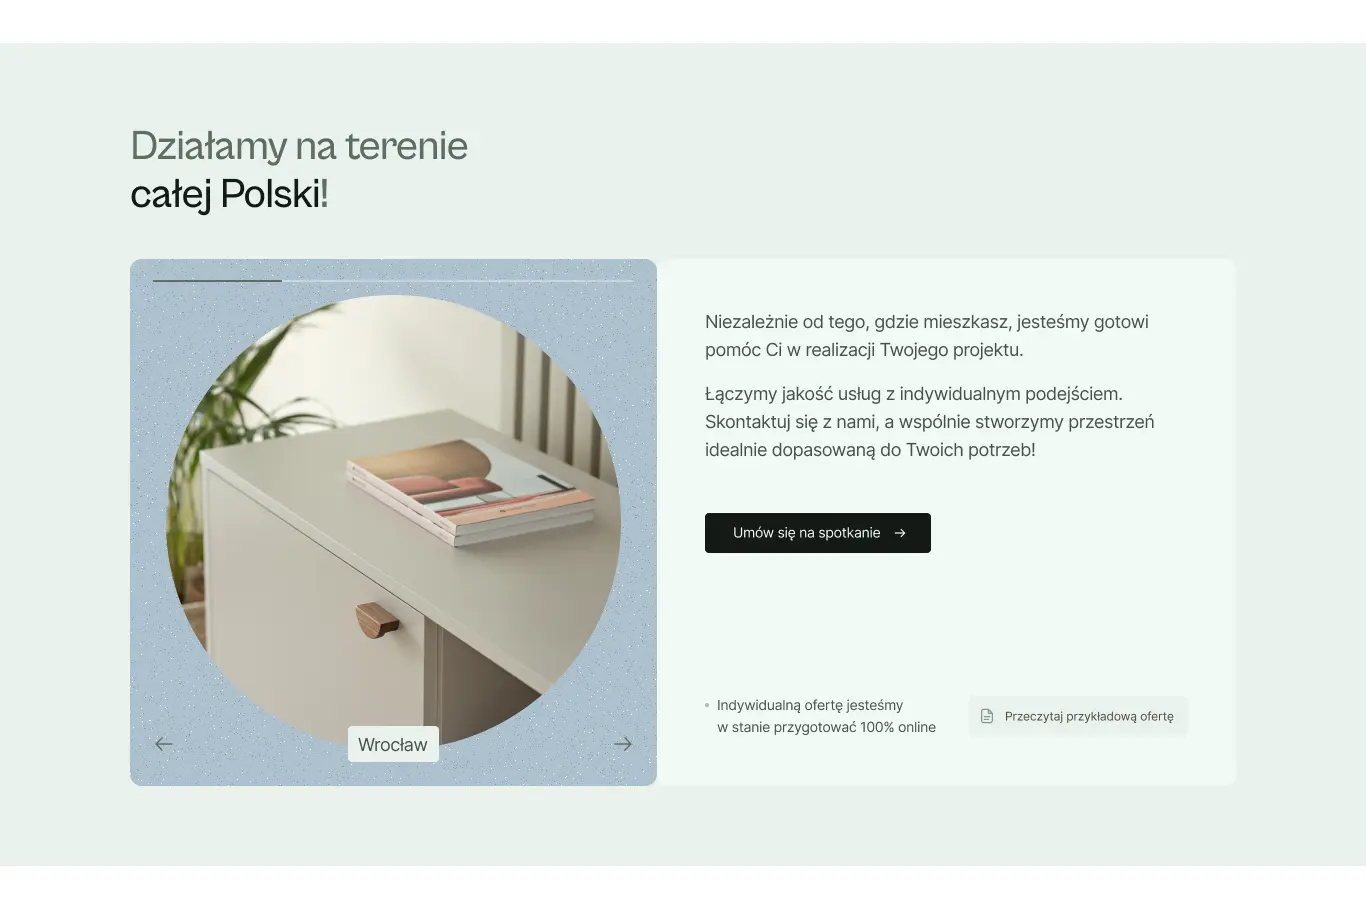 Działamy na terenie
całej Polski!
Wrocław
Niezależnie od tego, gdzie mieszkasz, jesteśmy gotowi
pomóc Ci w realizacji Twojego projektu.
Łączymy jakość usług z indywidualnym podejściem.
Skontaktuj się z nami, a wspólnie stworzymy przestrzeń
idealnie dopasowaną do Twoich potrzeb!
Umów się na spotkanie
Indywidualną ofertę jesteśmy
w stanie przygotować 100% online
Przeczytaj przykładową ofertę